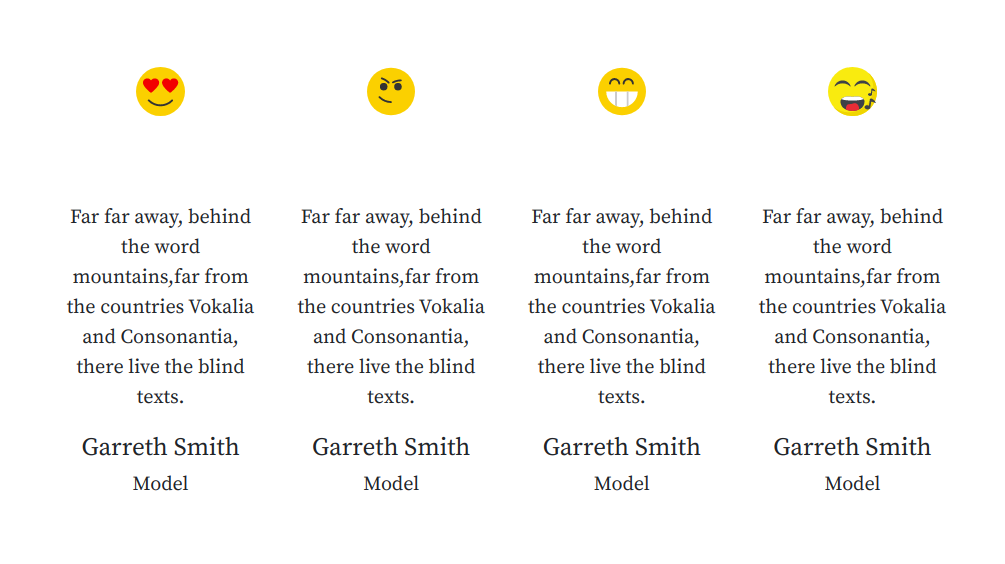 Far far away, behind
the word
mountains,far from
the countries Vokalia
and Consonantia,
there live the blind
texts.
Garreth Smith
Model
Far far away, behind
the word
mountains,far from
the countries Vokalia
and Consonantia,
there live the blind
texts.
Garreth Smith
Model
Far far away, behind
the word
mountains,far from
the countries Vokalia
and Consonantia,
there live the blind
texts.
Garreth Smith
Model
Far far away, behind
the word
mountains,far from
the countries Vokalia
and Consonantia,
there live the blind
texts.
Garreth Smith
Model